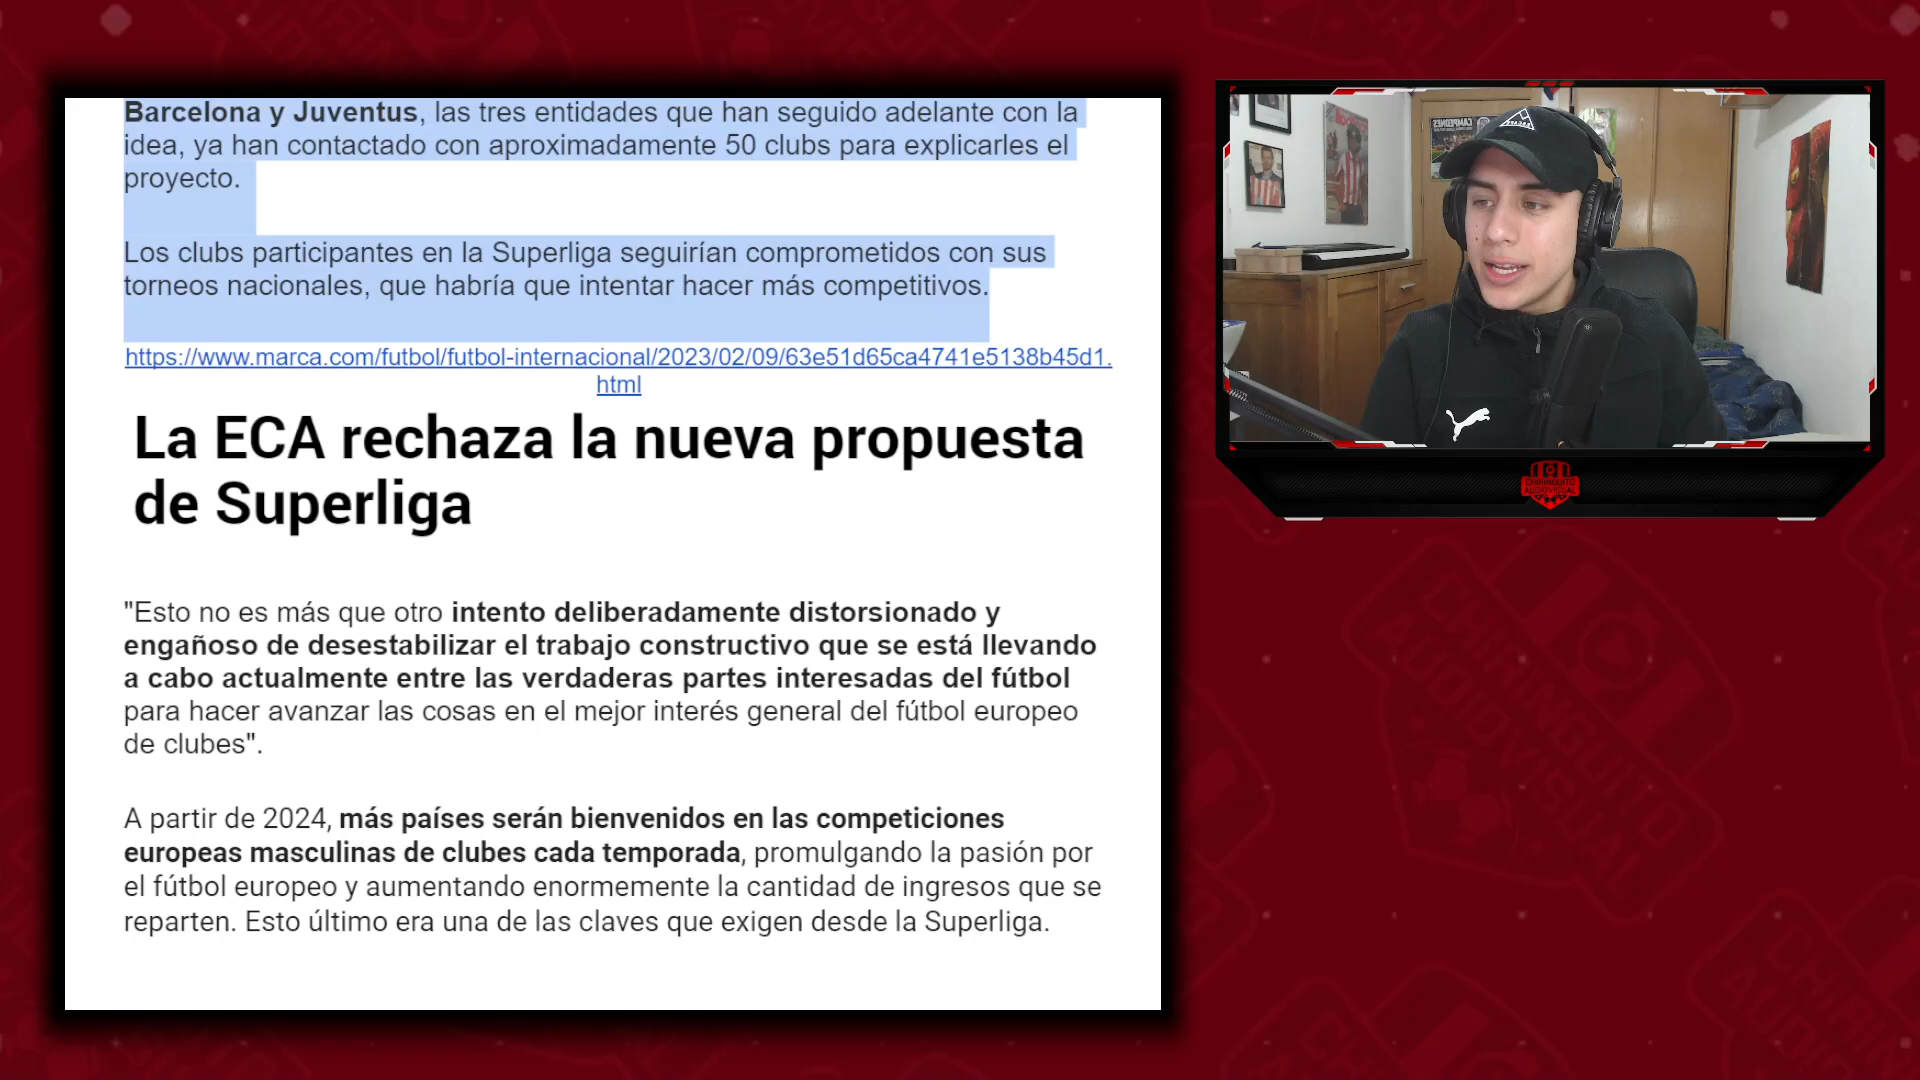 Barcelona y Juventus, las tres entidades que han seguido adelante con la
idea, ya han contactado con aproximadamente 50 clubs para explicarles el
proyecto.
Los clubs participantes en la Superliga seguirían comprometidos con sus
torneos nacionales, que habría que intentar hacer más competitivos.
https://www.marca.com/futbol/futbol-internacional/2023/02/09/63e51d65ca4741e5138b45d1.
html
La ECA rechaza la nueva propuesta
de Superliga
"Esto no es más que otro intento deliberadamente distorsionado y
engañoso de desestabilizar el trabajo constructivo que se está llevando
a cabo actualmente entre las verdaderas partes interesadas del fútbol
para hacer avanzar las cosas en el mejor interés general del fútbol europeo
de clubes".
A partir de 2024, más países serán bienvenidos en las competiciones
europeas masculinas de clubes cada temporada, promulgando la pasión por
el fútbol europeo y aumentando enormemente la cantidad de ingresos que se
reparten. Esto último era una de las claves que exigen desde la Superliga.
CAMPEONES
CHIRINGUITO
AUDIOVISUAL
CHIRINGUITO
AUDIOVISUAL